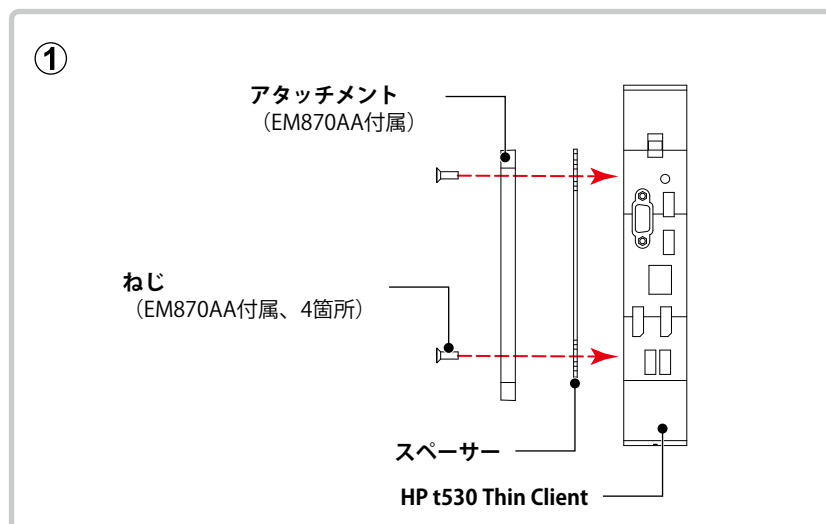 ①
アタッチメント
（EM870AA付属）
ねじ
（EM870AA付属、4箇所）
スペーサー
HP t530 Thin Client